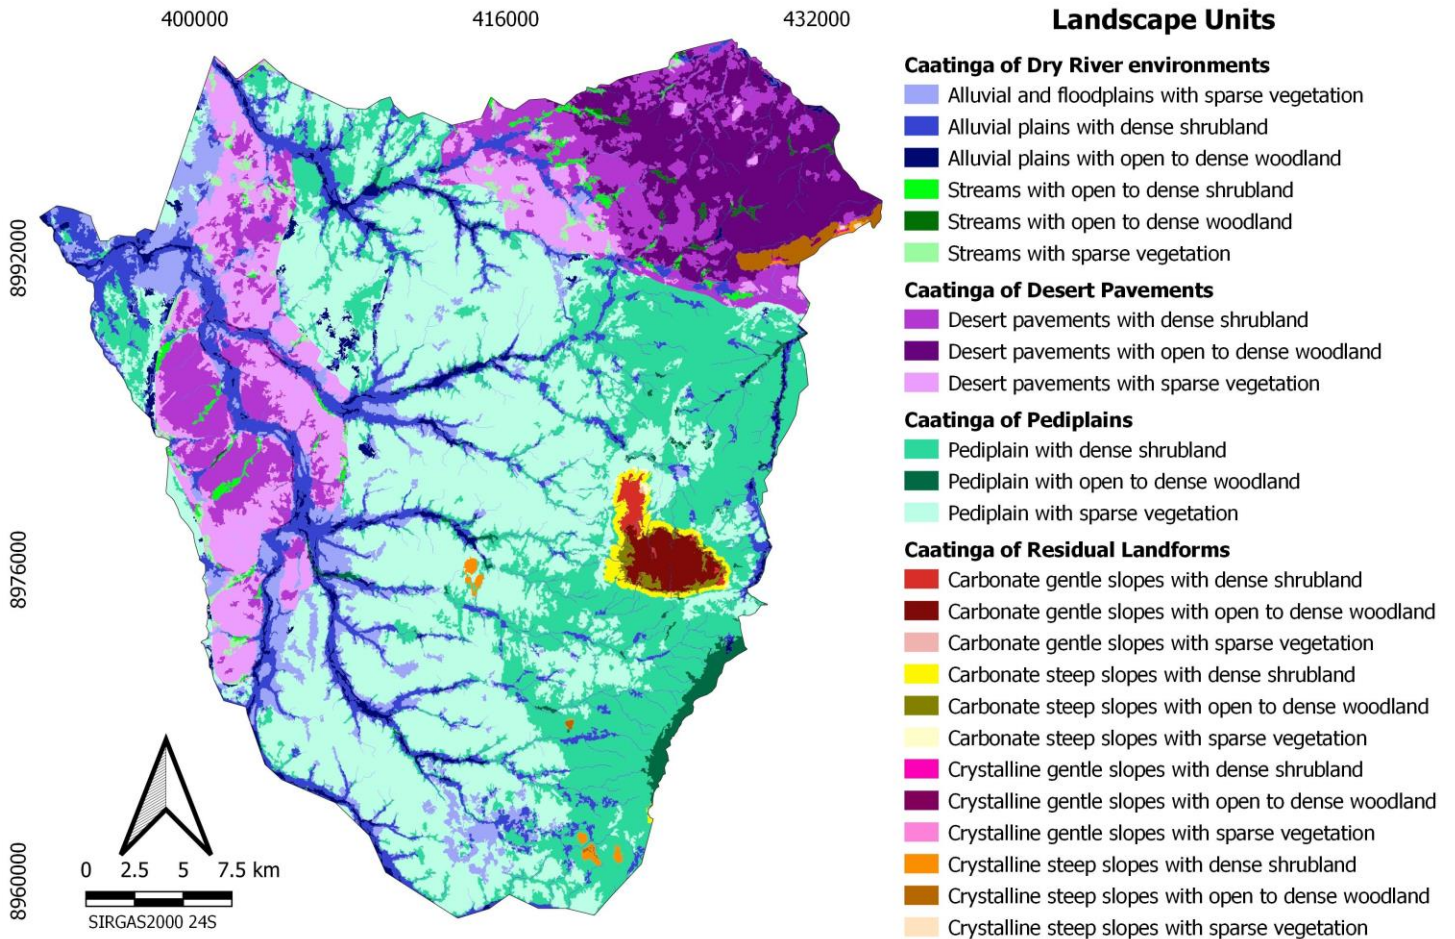 400000
416000
432000
8992000
8976000
8960000
0 2.5 5 7.5 km
SIRGAS2000 24S
Landscape Units
Caatinga of Dry River environments
Alluvial and floodplains with sparse vegetation
Alluvial plains with dense shrubland
Alluvial plains with open to dense woodland
Streams with open to dense shrubland
Streams with open to dense woodland
Streams with sparse vegetation
Caatinga of Desert Pavements
Desert pavements with dense shrubland
Desert pavements with open to dense woodland
Desert pavements with sparse vegetation
Caatinga of Pediplains
Pediplain with dense shrubland
Pediplain with open to dense woodland
Pediplain with sparse vegetation
Caatinga of Residual Landforms
Carbonate gentle slopes with dense shrubland
Carbonate gentle slopes with open to dense woodland
Carbonate gentle slopes with sparse vegetation
Carbonate steep slopes with dense shrubland
Carbonate steep slopes with open to dense woodland
Carbonate steep slopes with sparse vegetation
Crystalline gentle slopes with dense shrubland
Crystalline gentle slopes with open to dense woodland
Crystalline gentle slopes with sparse vegetation
Crystalline steep slopes with dense shrubland
Crystalline steep slopes with open to dense woodland
Crystalline steep slopes with sparse vegetation